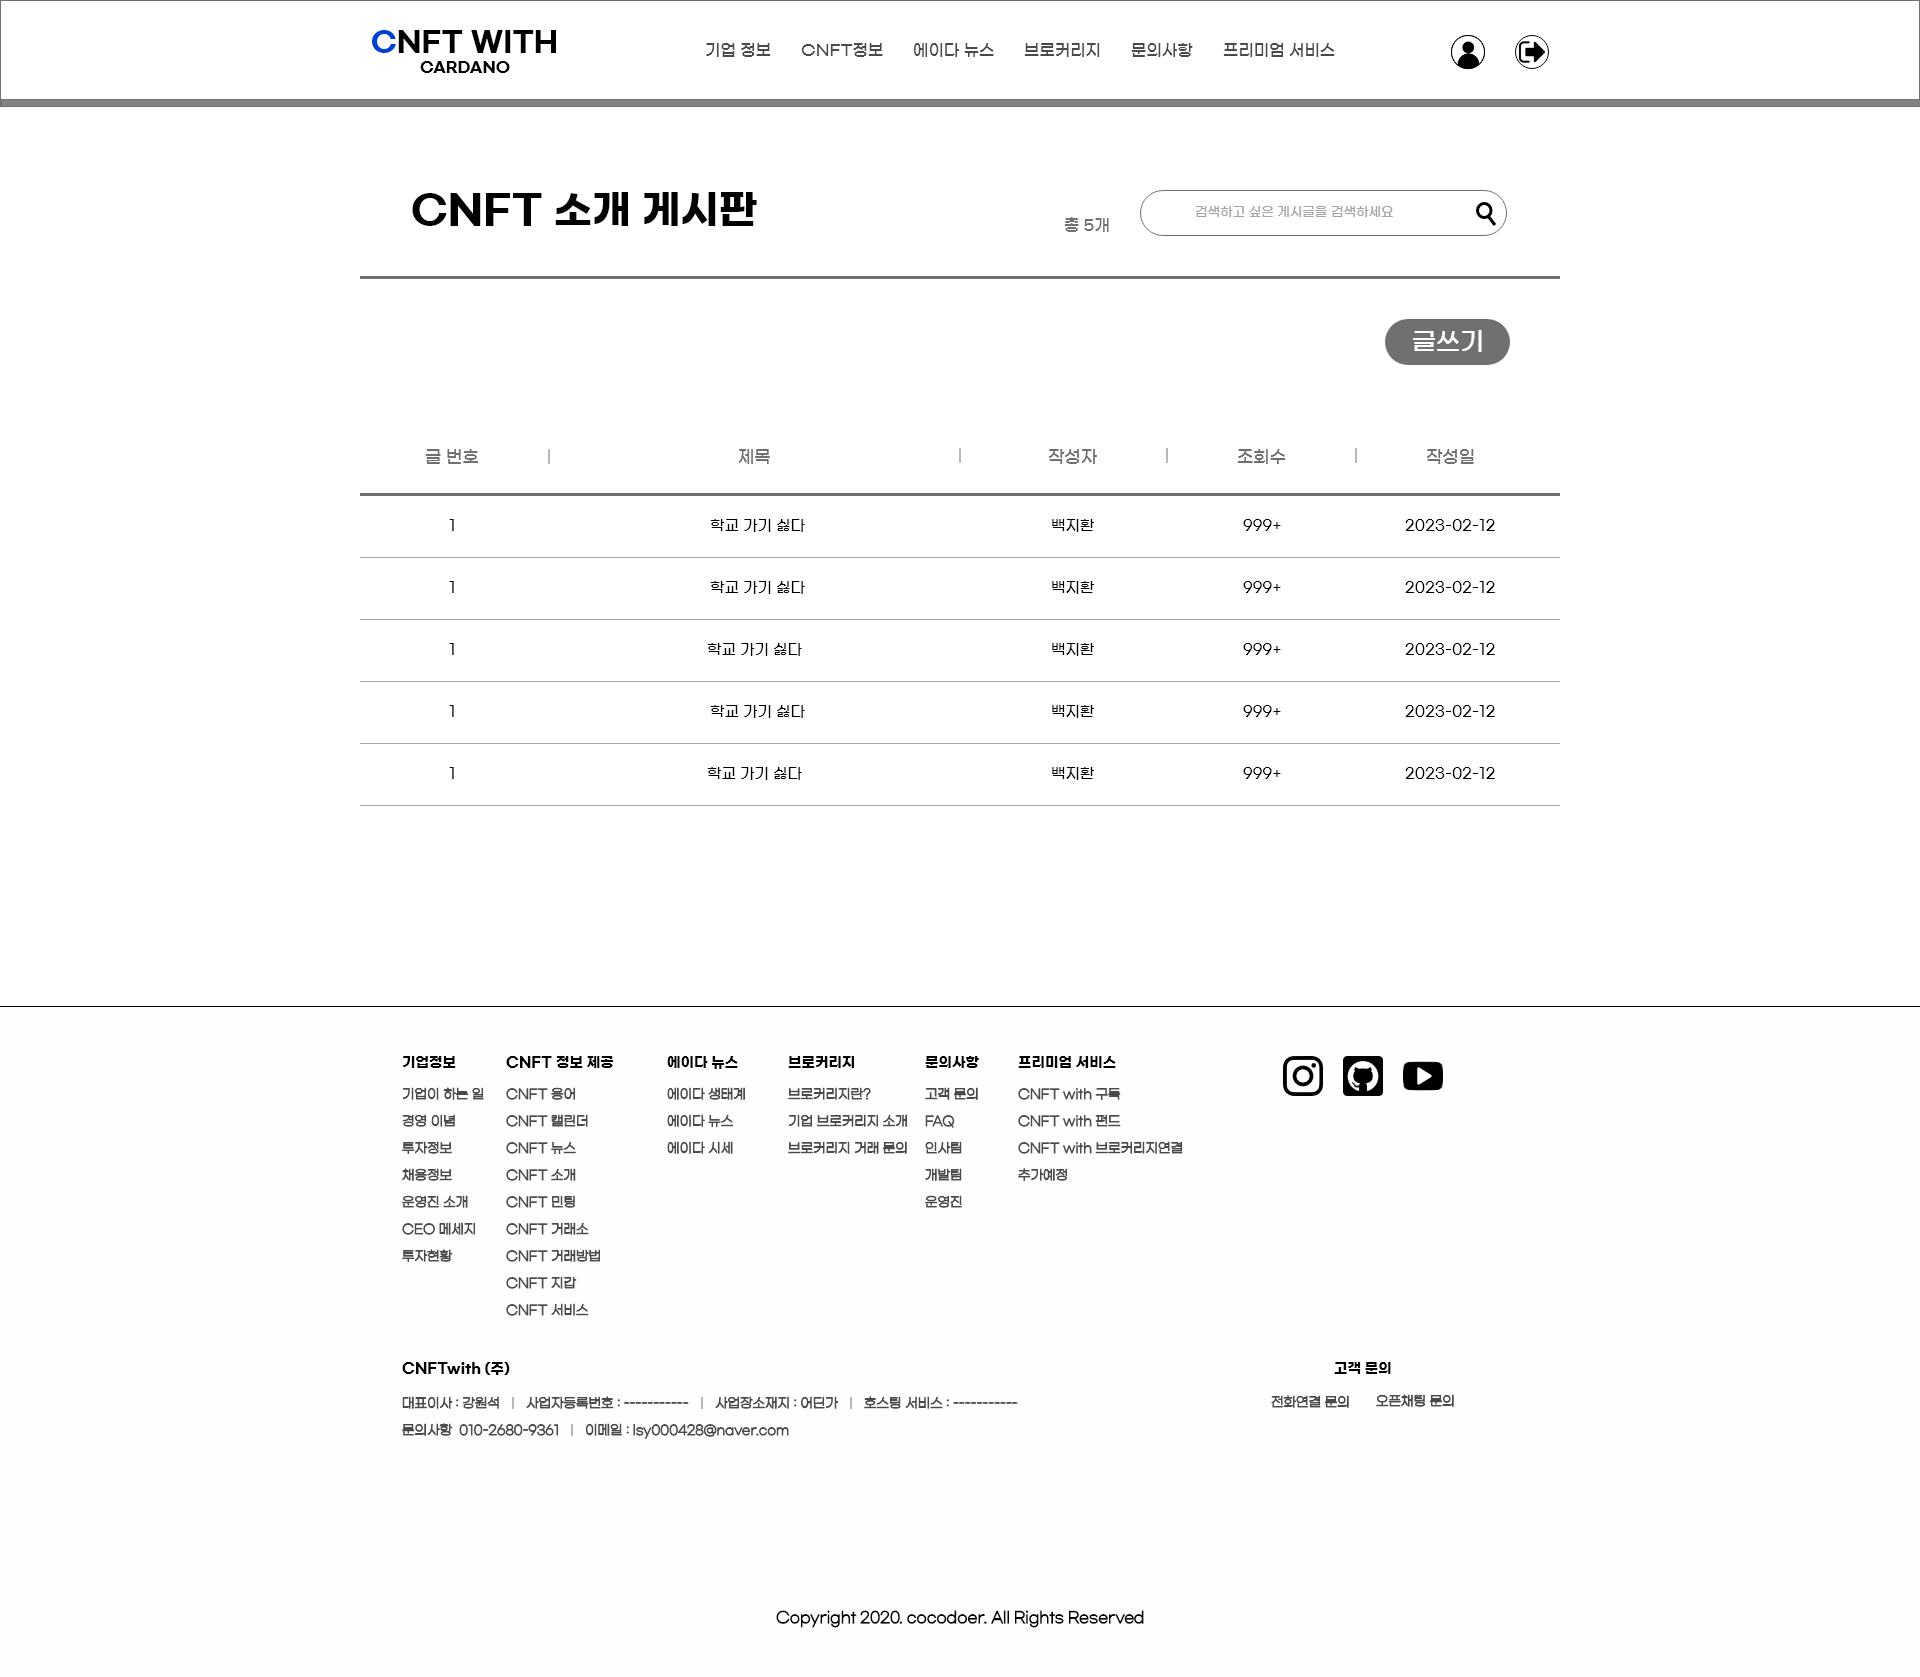 CNFT WITH
CARDANO
기업 정보 CNFT정보 에이다 뉴스 브로커리지 문의사항 프리미엄 서비스
CNFT 소개 게시판
총 5개
검색하고 싶은 게시글을 검색하세요
글쓰기
글 번호 | 제목 | 작성자 | 조회수 | 작성일
1 학교 가기 싫다 백지환 999+ 2023-02-12
1 학교 가기 싫다 백지환 999+ 2023-02-12
1 학교 가기 싫다 백지환 999+ 2023-02-12
1 학교 가기 싫다 백지환 999+ 2023-02-12
1 학교 가기 싫다 백지환 999+ 2023-02-12
기업정보
기업이 하는 일
경영 이념
투자정보
채용정보
운영진 소개
CEO 메세지
투자현황
CNFT 정보 제공
CNFT 용어
CNFT 캘린더
CNFT 뉴스
CNFT 소개
CNFT 민팅
CNFT 거래소
CNFT 거래방법
CNFT 지갑
CNFT 서비스
에이다 뉴스
에이다 생태계
에이다 뉴스
에이다 시세
브로커리지
브로커리지란?
기업 브로커리지 소개
브로커리지 거래 문의
문의사항
고객 문의
FAQ
인사팀
개발팀
운영진
프리미엄 서비스
CNFT with 구독
CNFT with 펀드
CNFT with 브로커리지연결
추가예정
CNFTwith (주)
대표이사 : 강원석 | 사업자등록번호 : ----------- | 사업장소재지 : 어딘가 | 호스팅 서비스 : -----------
문의사항 010-2680-9361 | 이메일 : lsy000428@naver.com
고객 문의
전화연결 문의 오픈채팅 문의
Copyright 2020. cocodoer. All Rights Reserved